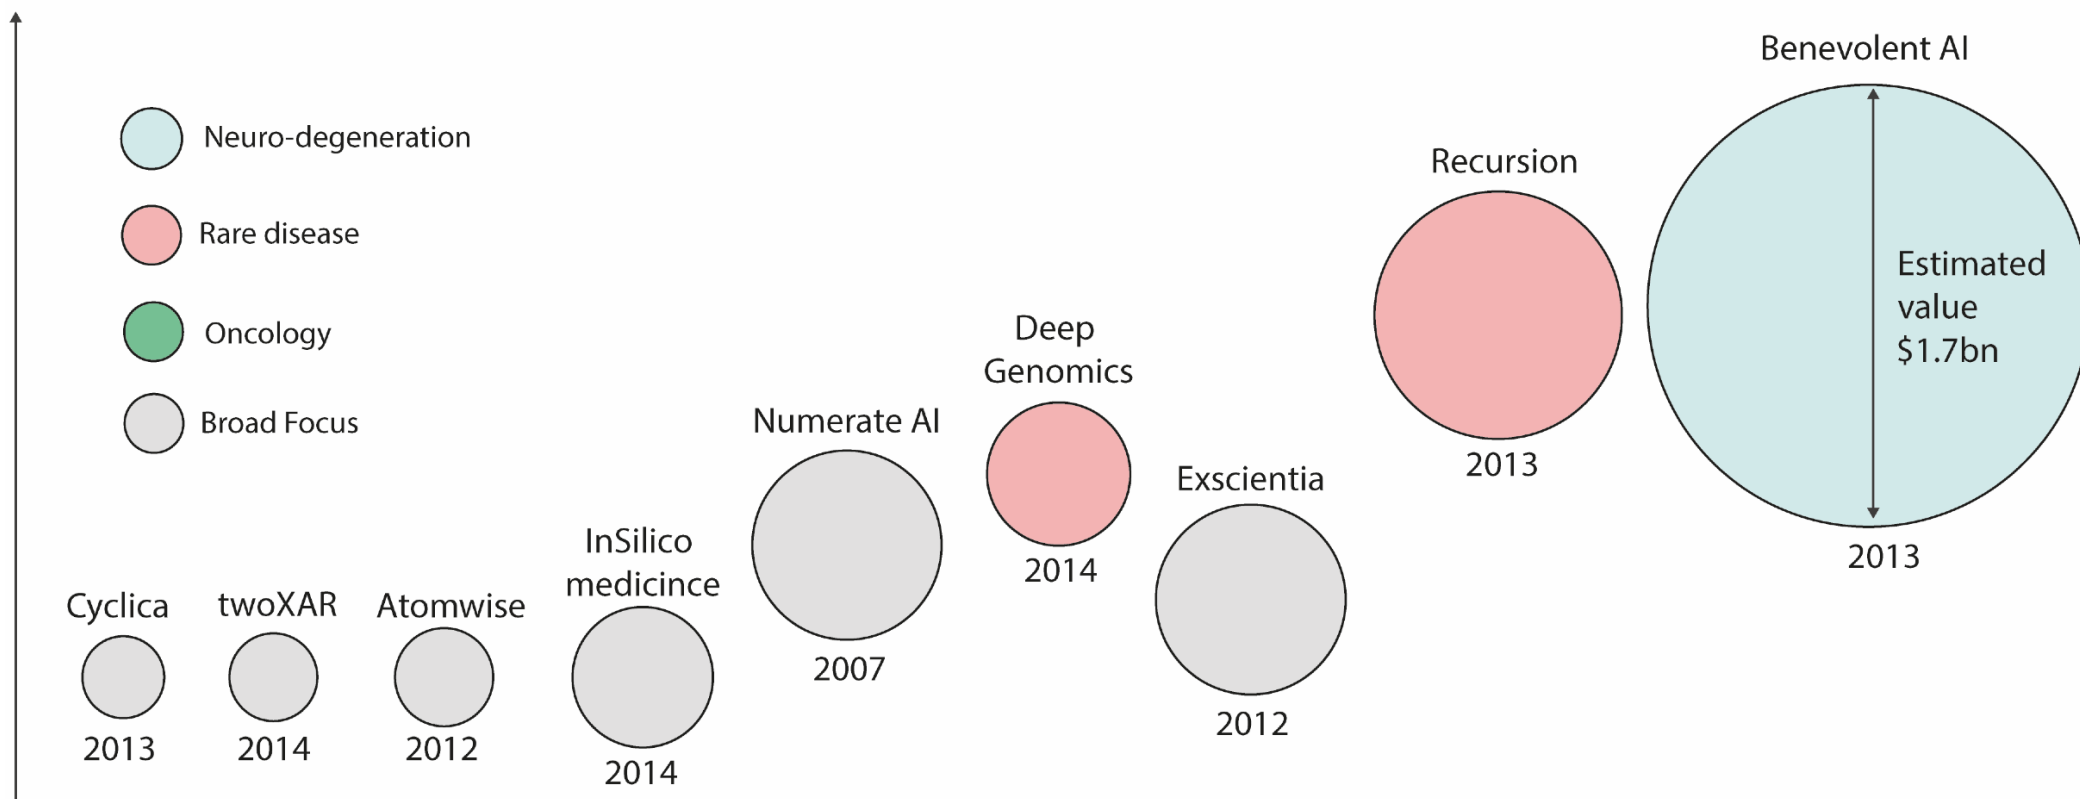 Neuro-degeneration
Rare disease
Oncology
Broad Focus
Cyclica
2013
twoXAR
2014
Atomwise
2012
InSilico
medicince
2014
Numerate AI
2007
Deep
Genomics
2014
Exscientia
2012
Recursion
2013
Benevolent AI
Estimated
value
$1.7bn
2013